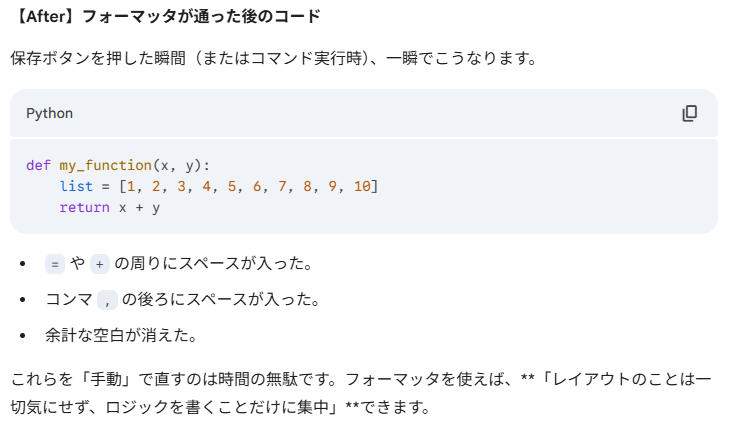 【After】フォーマッタが通った後のコード
保存ボタンを押した瞬間（またはコマンド実行時）、一瞬でこうなります。
Python
def my_function(x, y):
    list = [1, 2, 3, 4, 5, 6, 7, 8, 9, 10]
    return x + y
• = や + の周りにスペースが入った。
• コンマ , の後ろにスペースが入った。
• 余計な空白が消えた。
これらを「手動」で直すのは時間の無駄です。フォーマッタを使えば、**「レイアウトのことは一
切気にせず、ロジックを書くことだけに集中」**できます。